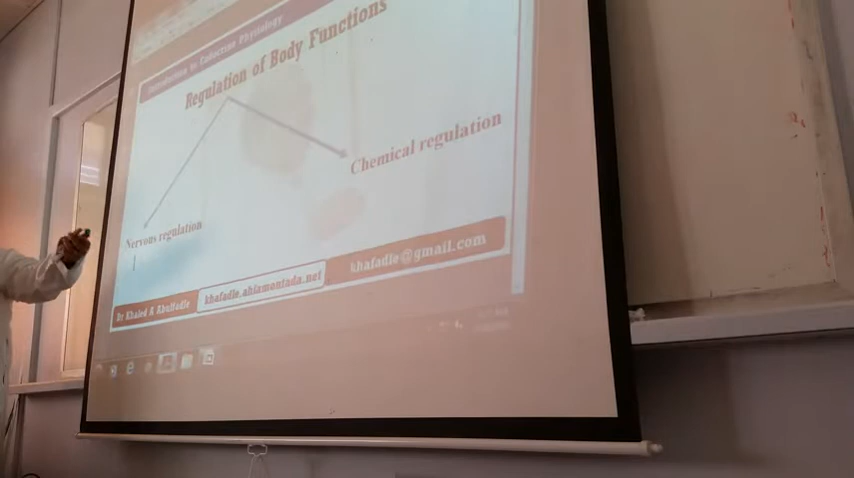 Introduction to Endocrine Physiology
Regulation of Body Functions
Chemical regulation
Nervous regulation
Dr Khaled A Abulfadle
khafadle.ahlamontada.net
khafadle@gmail.com